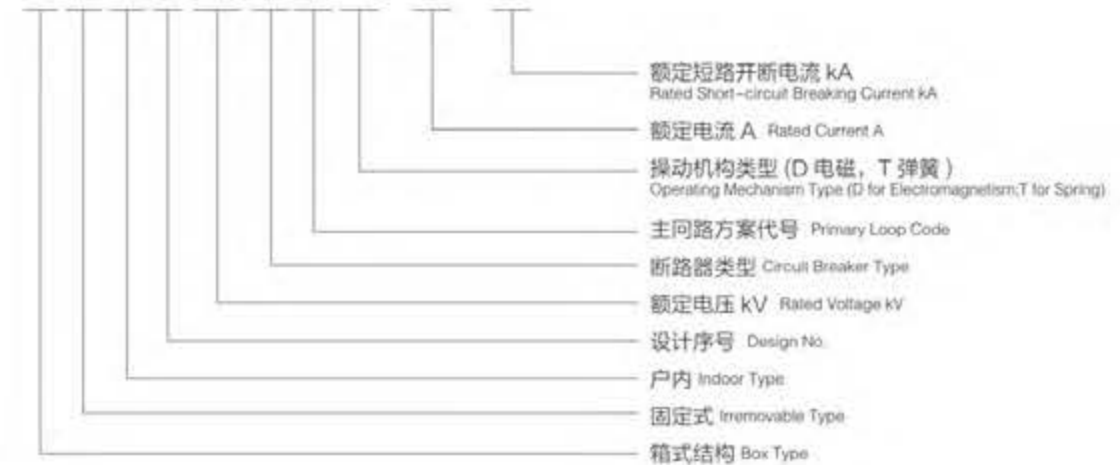 额定短路开断电流 kA
Rated Short-circuit Breaking Current kA
额定电流 A Rated Current A
操动机构类型 (D 电磁，T 弹簧 )
Operating Mechanism Type (D for Electromagnetism;T for Spring)
主问路方案代号 Primary Loop Code
断路器类型 Circuit Breaker Type
额定电压 kV Rated Voltage kV
设计序号 Design No.
户内 Indoor Type
固定式 Irremovable Type
箱式结构 Box Type